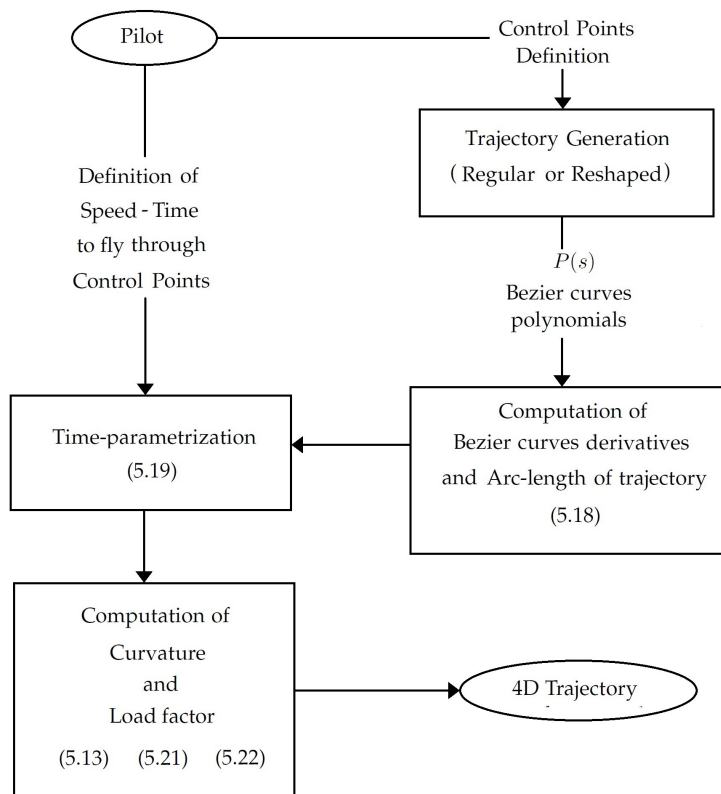 Pilot
Control Points
Definition
Trajectory Generation
( Regular or Reshaped )
Definition of
Speed - Time
to fly through
Control Points
P(s)
Bezier curves
polynomials
Computation of
Bezier curves derivatives
and Arc-length of trajectory
(5.18)
Time-parametrization
(5.19)
Computation of
Curvature
and
Load factor
(5.13) (5.21) (5.22)
4D Trajectory